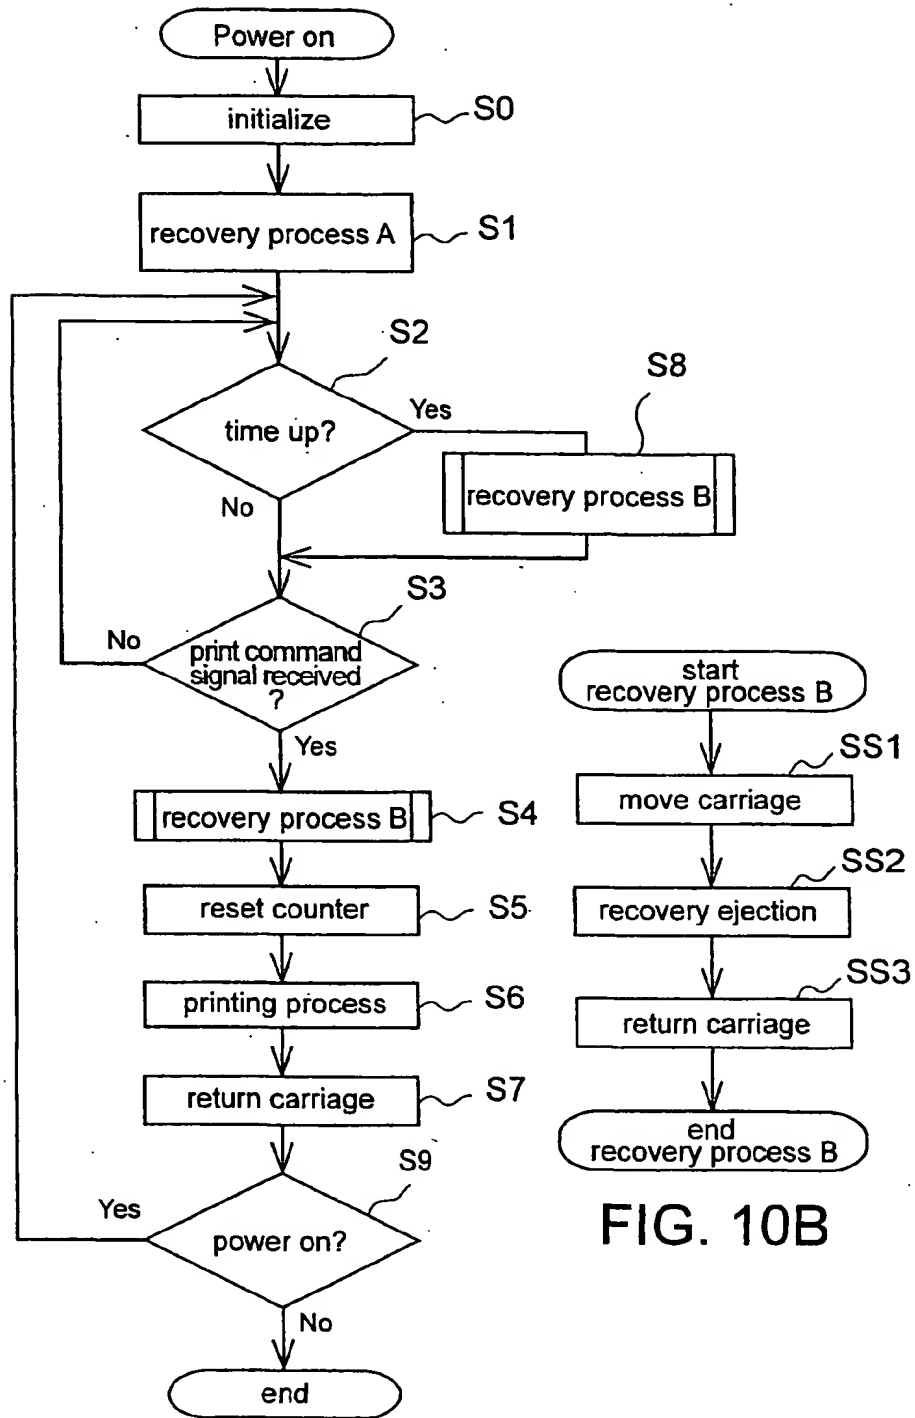 Power on
initialize
S0
recovery process A
S1
S2
time up?
Yes
No
S8
recovery process B
S3
print command
signal received
?
No
Yes
recovery process B
S4
reset counter
S5
printing process
S6
return carriage
S7
S9
power on?
Yes
No
end
start
recovery process B
SS1
move carriage
SS2
recovery ejection
SS3
return carriage
end
recovery process B
FIG. 10B